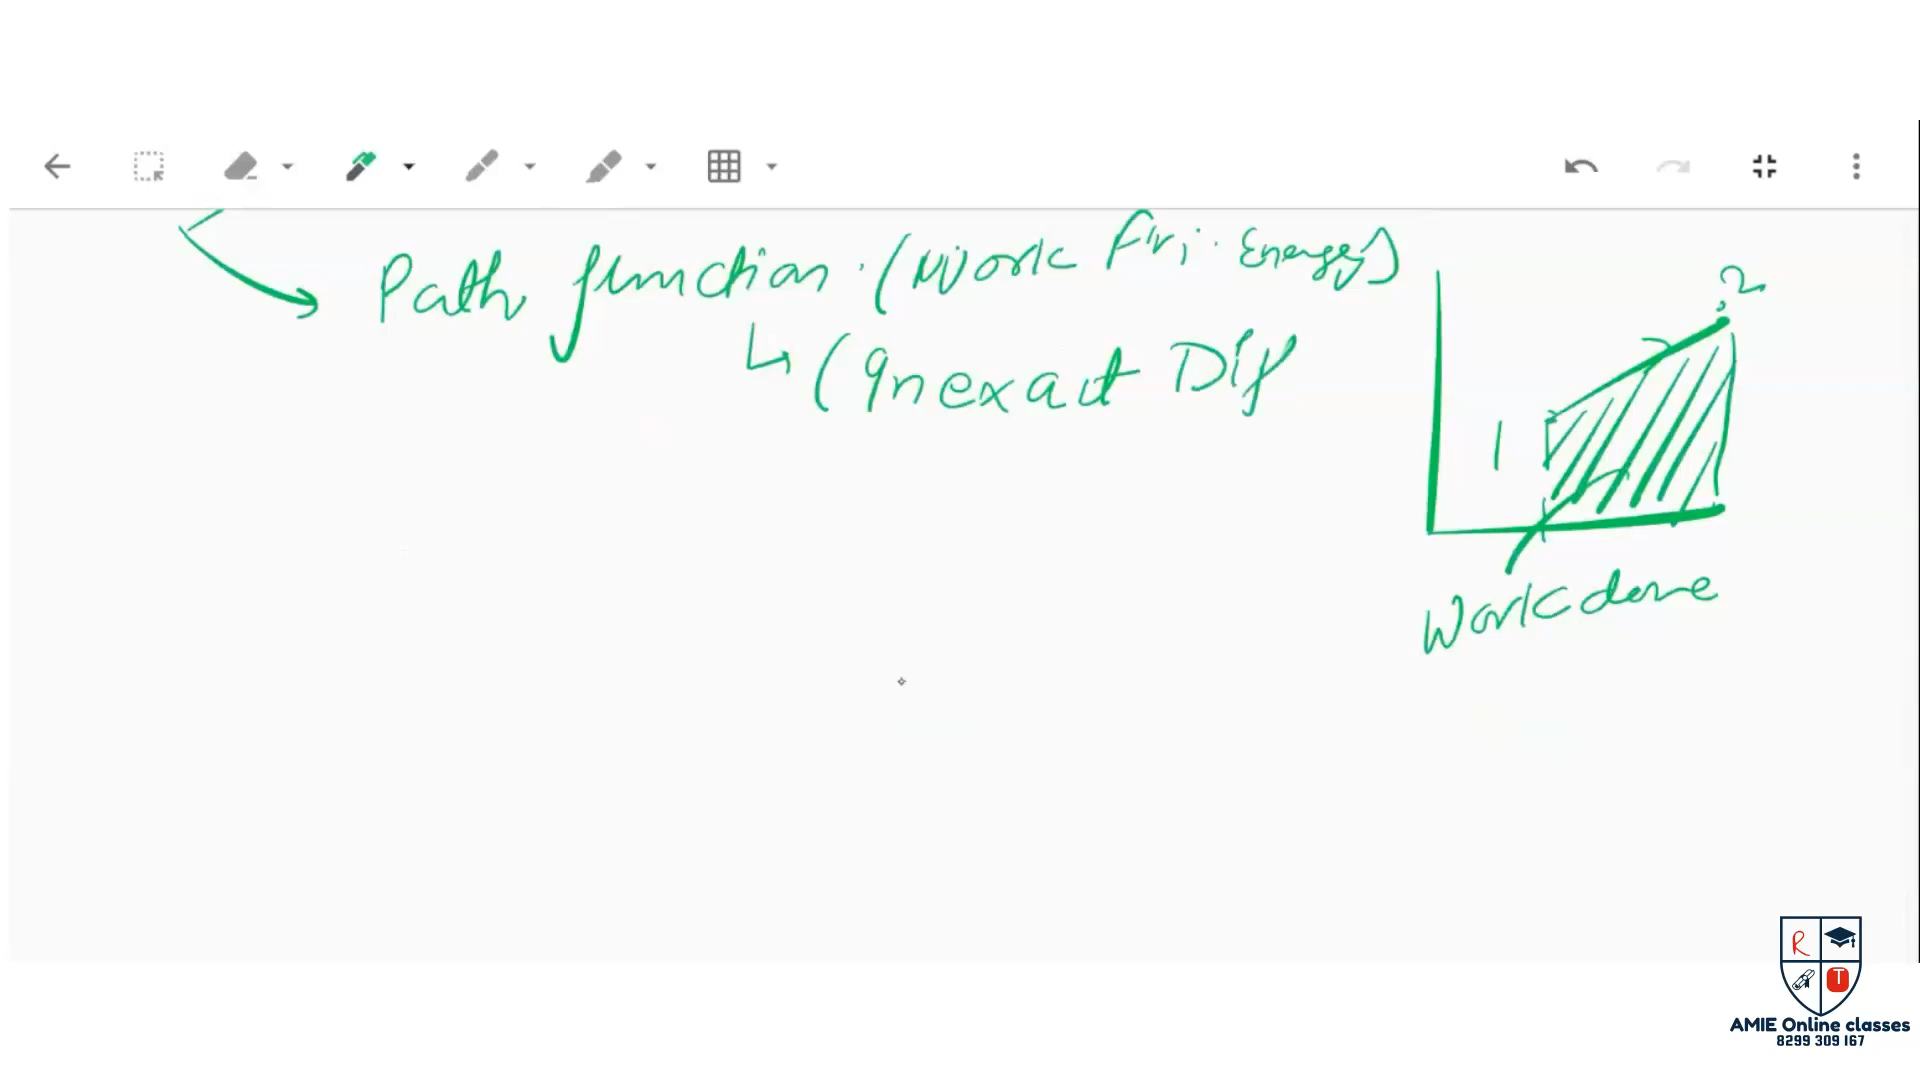 Path function. (Work Fri. Energy)
(Inexact Dif
2
1
Workdone
R
T
AMIE Online classes
8299 309 167